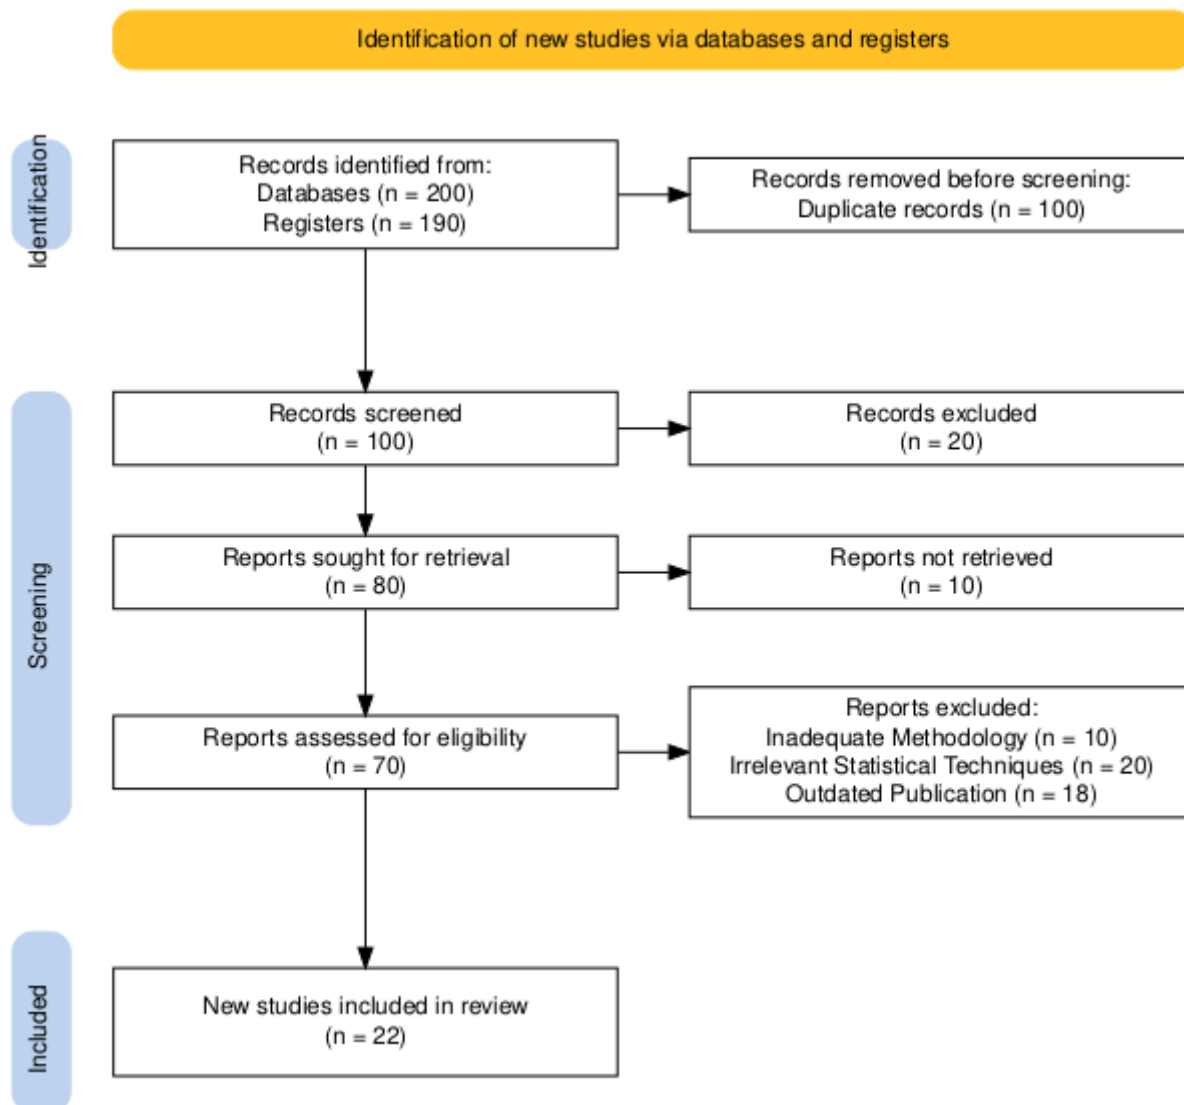 Identification of new studies via databases and registers
Identification
Records identified from:
Databases (n = 200)
Registers (n = 190)
Records removed before screening:
Duplicate records (n = 100)
Screening
Records screened
(n = 100)
Records excluded
(n = 20)
Reports sought for retrieval
(n = 80)
Reports not retrieved
(n = 10)
Reports assessed for eligibility
(n = 70)
Reports excluded:
Inadequate Methodology (n = 10)
Irrelevant Statistical Techniques (n = 20)
Outdated Publication (n = 18)
Included
New studies included in review
(n = 22)